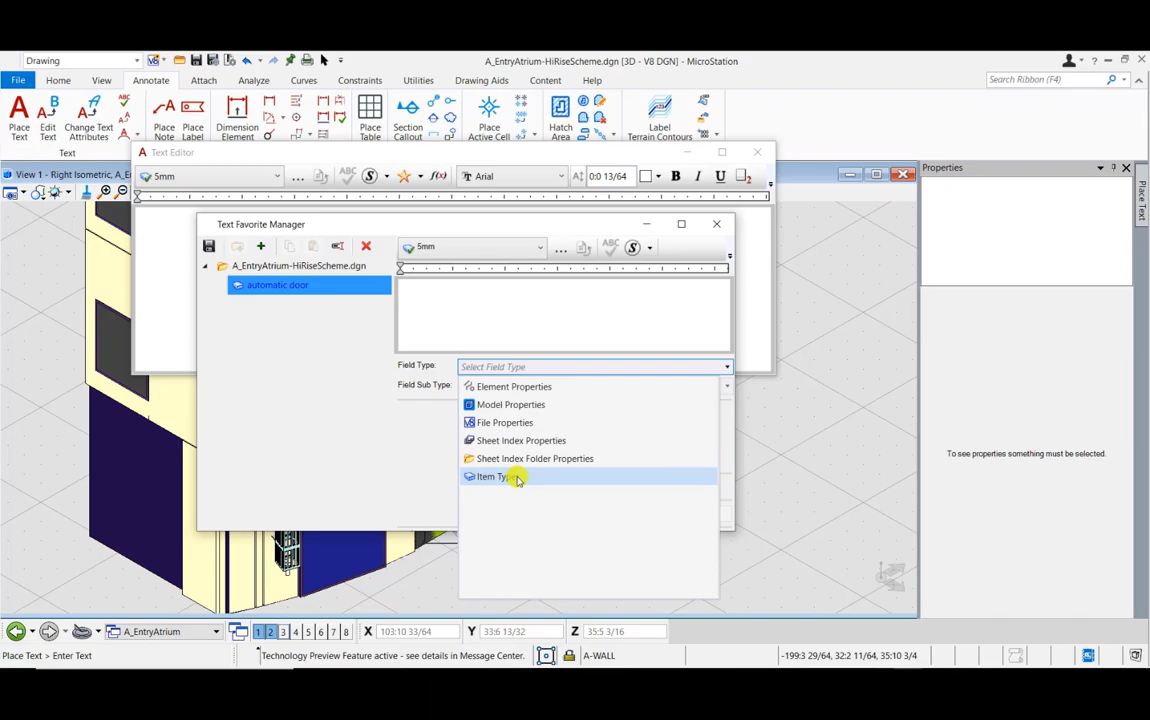 Drawing
A_EntryAtrium-HiRiseScheme.dgn [3D - V8 DGN] - MicroStation
File Home View Annotate Attach Analyze Curves Constraints Utilities Drawing Aids Content Help
Search Ribbon (F4)
Place Text
Edit Text
Change Text Attributes
Place Note
Place Label
Dimension Element
Place Table
Section Callout
Place Active Cell
Hatch Area
Label Terrain Contours
Text
View 1 - Right Isometric, A_En
Text Editor
Properties
5mm
Arial
0:0 13/64
B I U
Place Text
Text Favorite Manager
5mm
A_EntryAtrium-HiRiseScheme.dgn
automatic door
Field Type: Select Field Type
Field Sub Type:
Element Properties
Model Properties
File Properties
Sheet Index Properties
Sheet Index Folder Properties
Item Type
To see properties something must be selected.
A_EntryAtrium
1 2 3 4 5 6 7 8
X 103:10 33/64
Y 33:6 13/32
Z 35:5 3/16
Place Text > Enter Text
Technology Preview Feature active - see details in Message Center.
A-WALL
-199:3 29/64, 32:2 11/64, 35:10 3/4